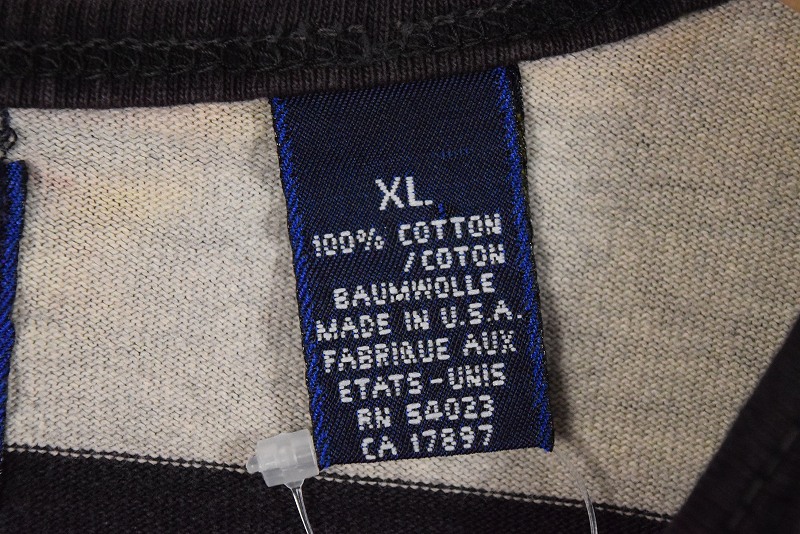 XL
100% COTTON
/COTON
BAUMWOLLE
MADE IN U.S.A.
FABRIQUE AUX
ETATS-UNIS
RN 54023
CA 17897